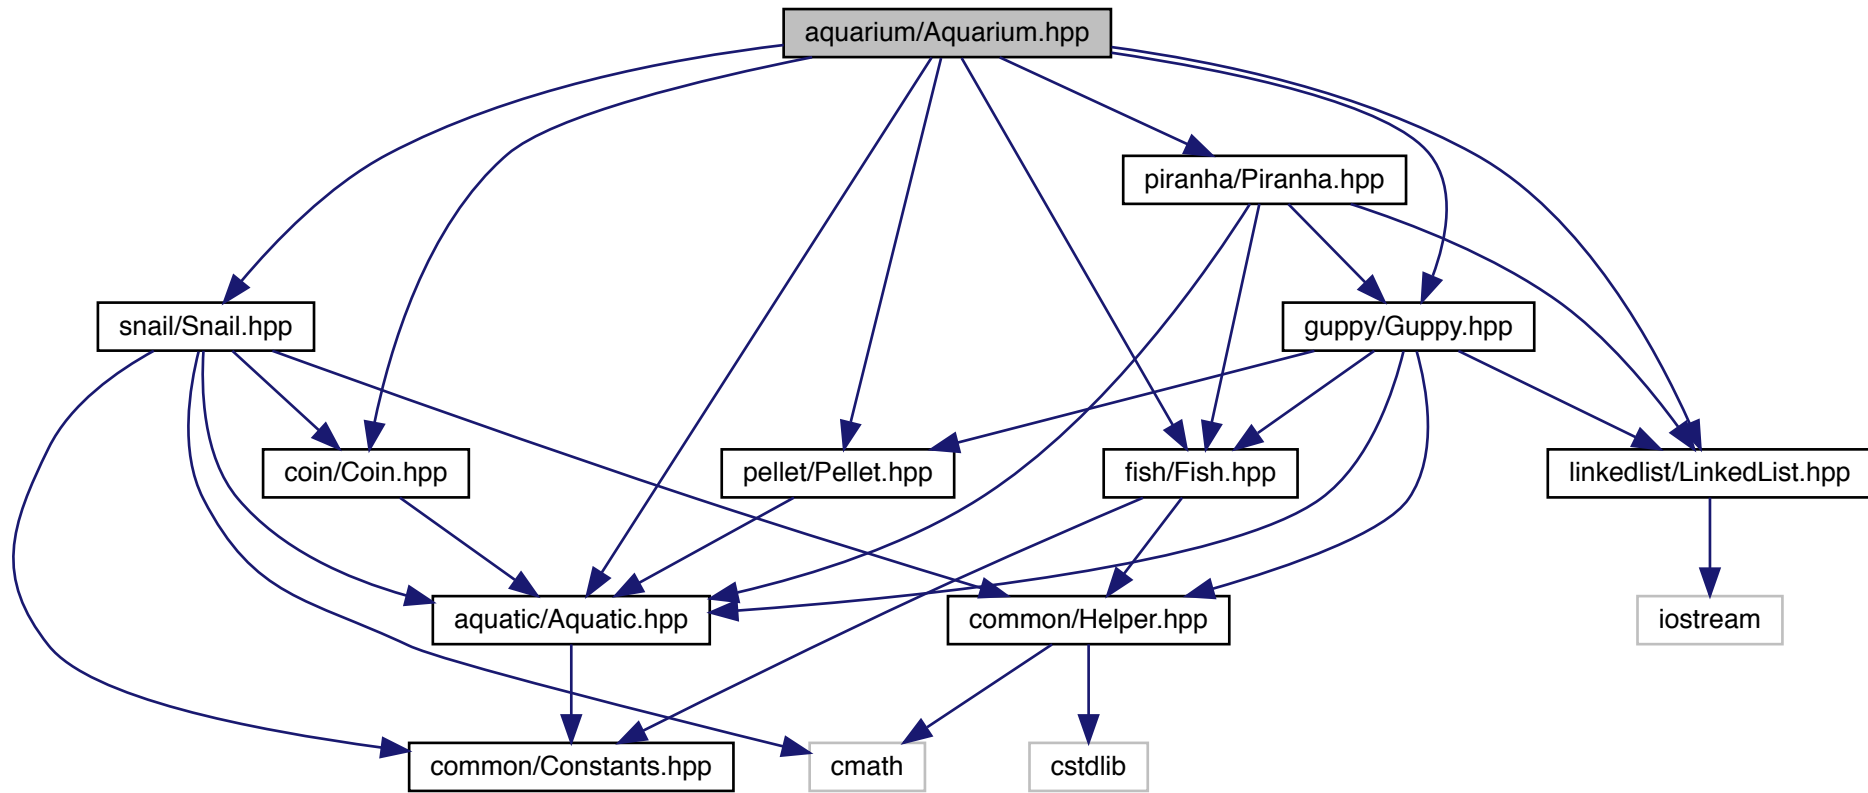 aquarium/Aquarium.hpp
piranha/Piranha.hpp
snail/Snail.hpp
guppy/Guppy.hpp
coin/Coin.hpp
pellet/Pellet.hpp
fish/Fish.hpp
linkedlist/LinkedList.hpp
aquatic/Aquatic.hpp
common/Helper.hpp
iostream
common/Constants.hpp
cmath
cstdlib